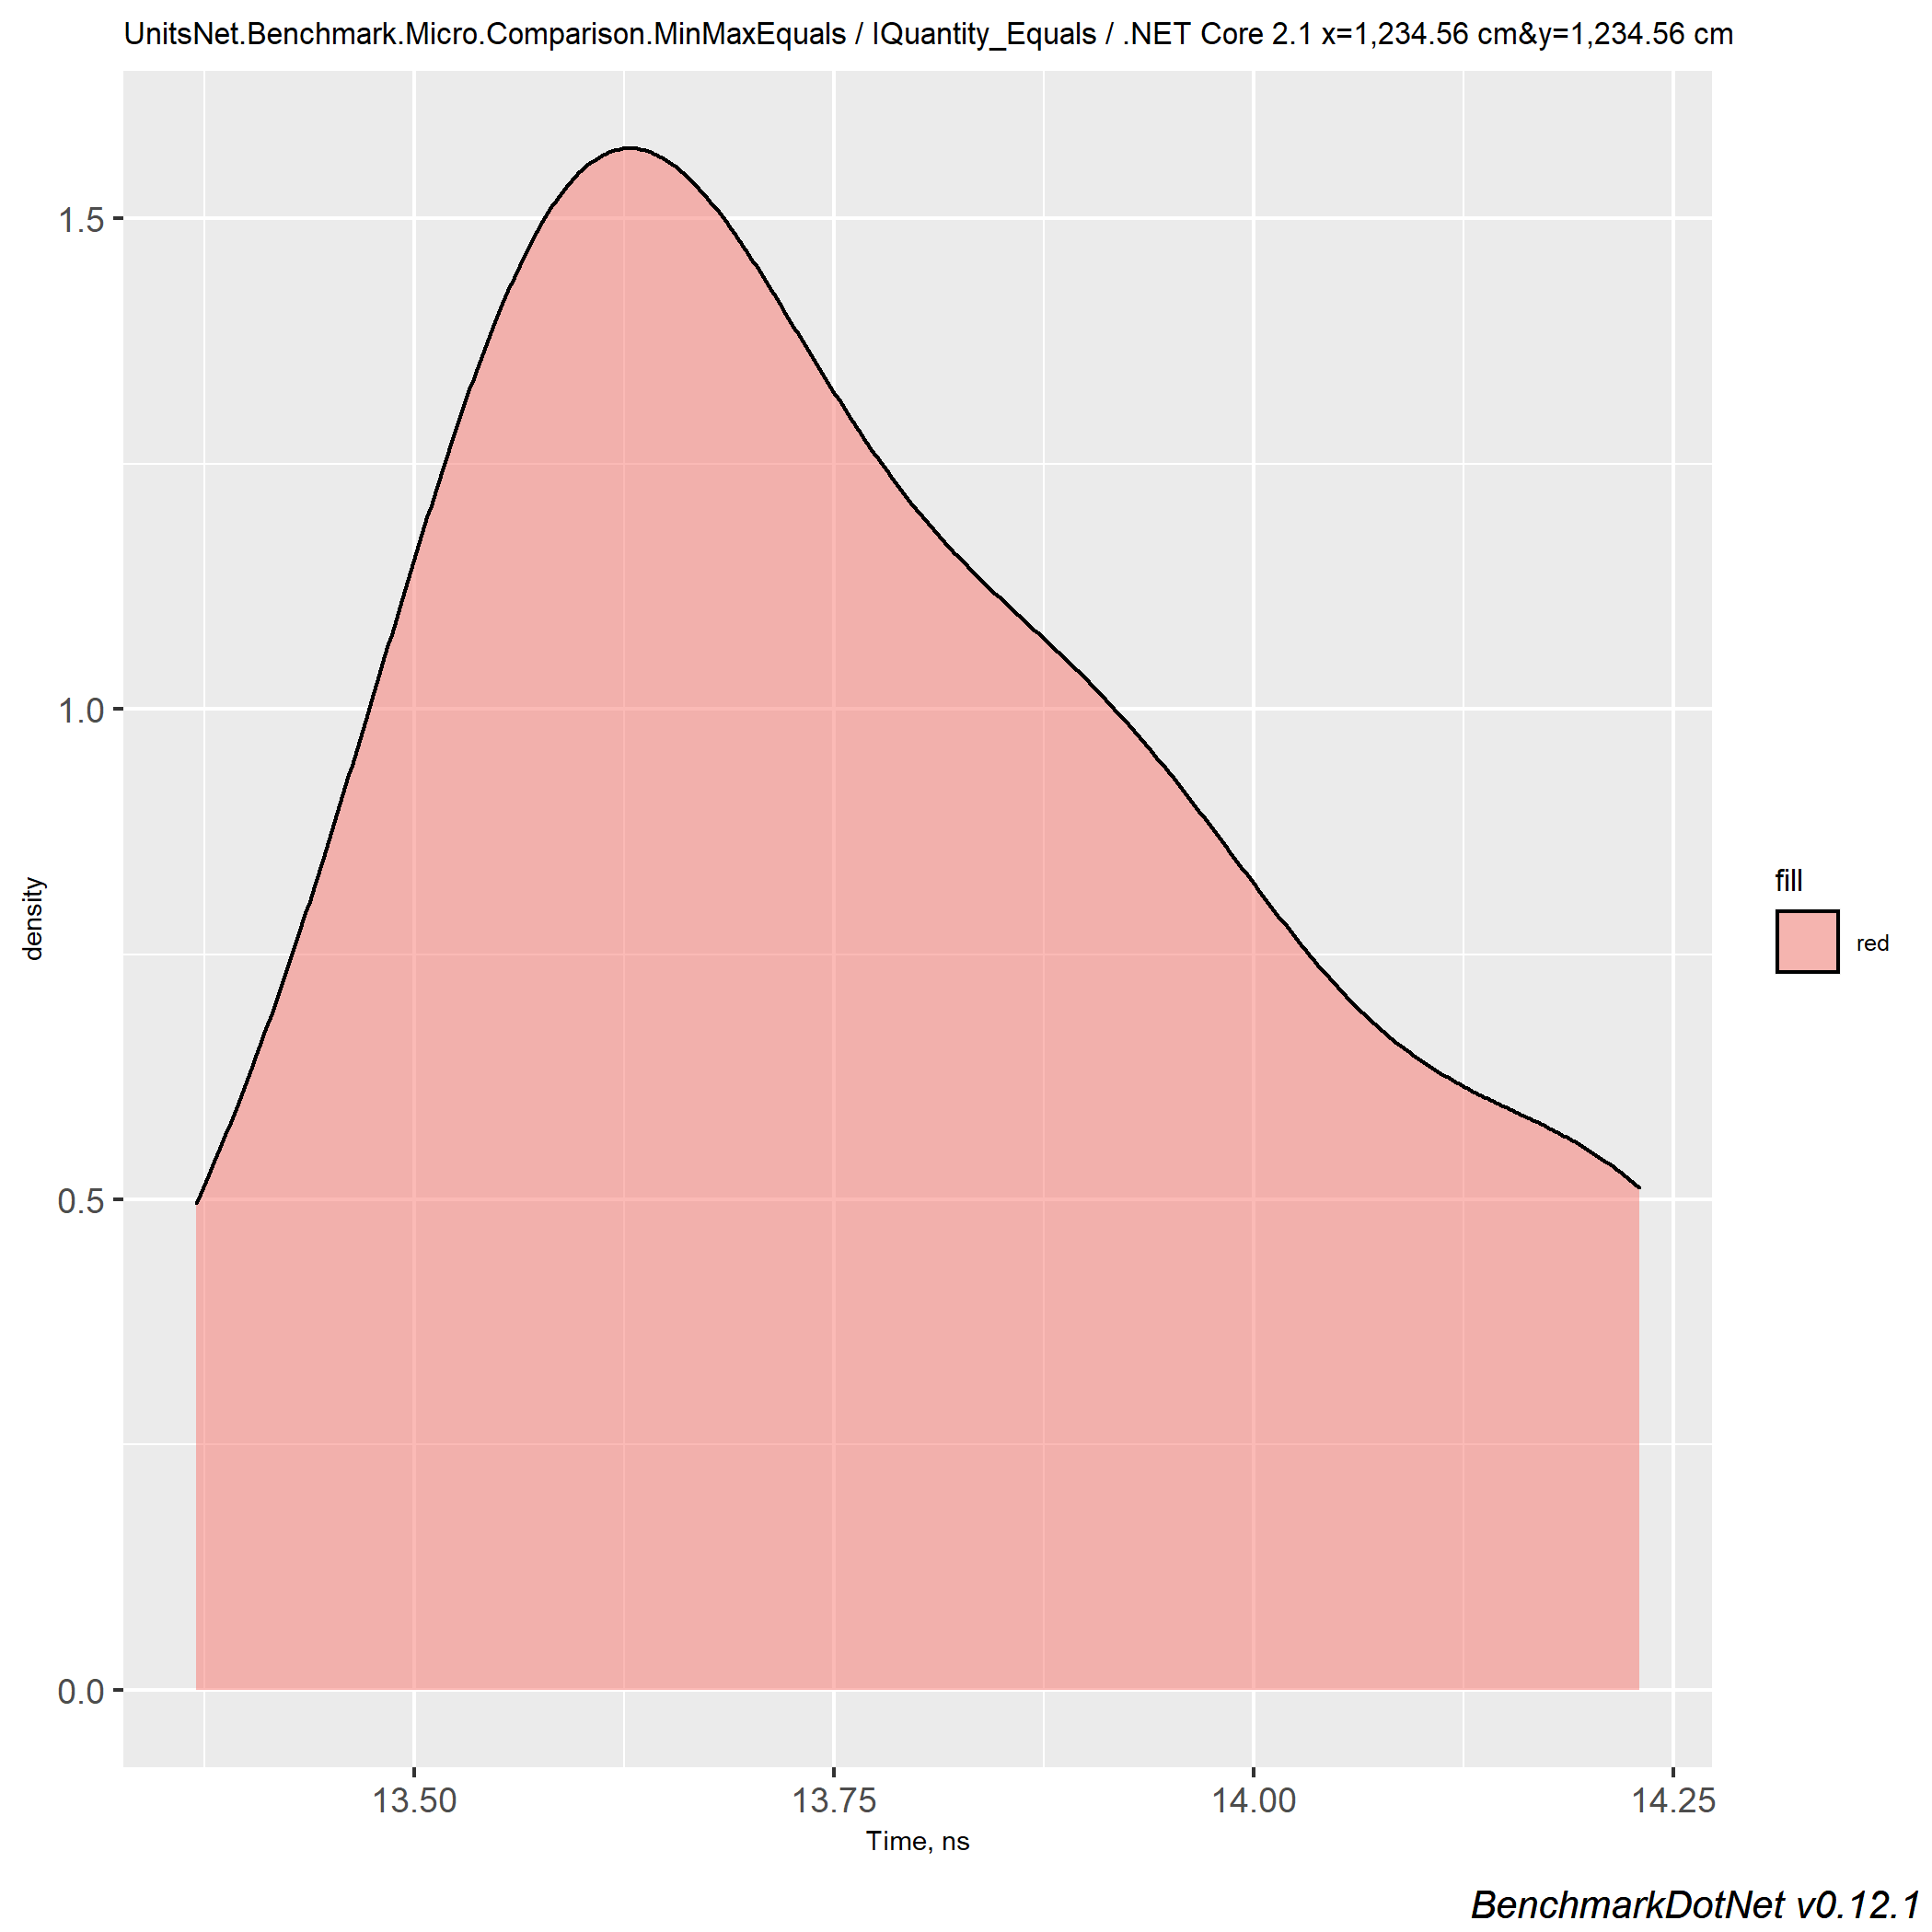 UnitsNet.Benchmark.Micro.Comparison.MinMaxEquals / IQuantity_Equals / .NET Core 2.1 x=1,234.56 cm&y=1,234.56 cm
1.5
1.0
0.5
0.0
density
13.50 13.75 14.00 14.25
Time, ns
fill
red
BenchmarkDotNet v0.12.1